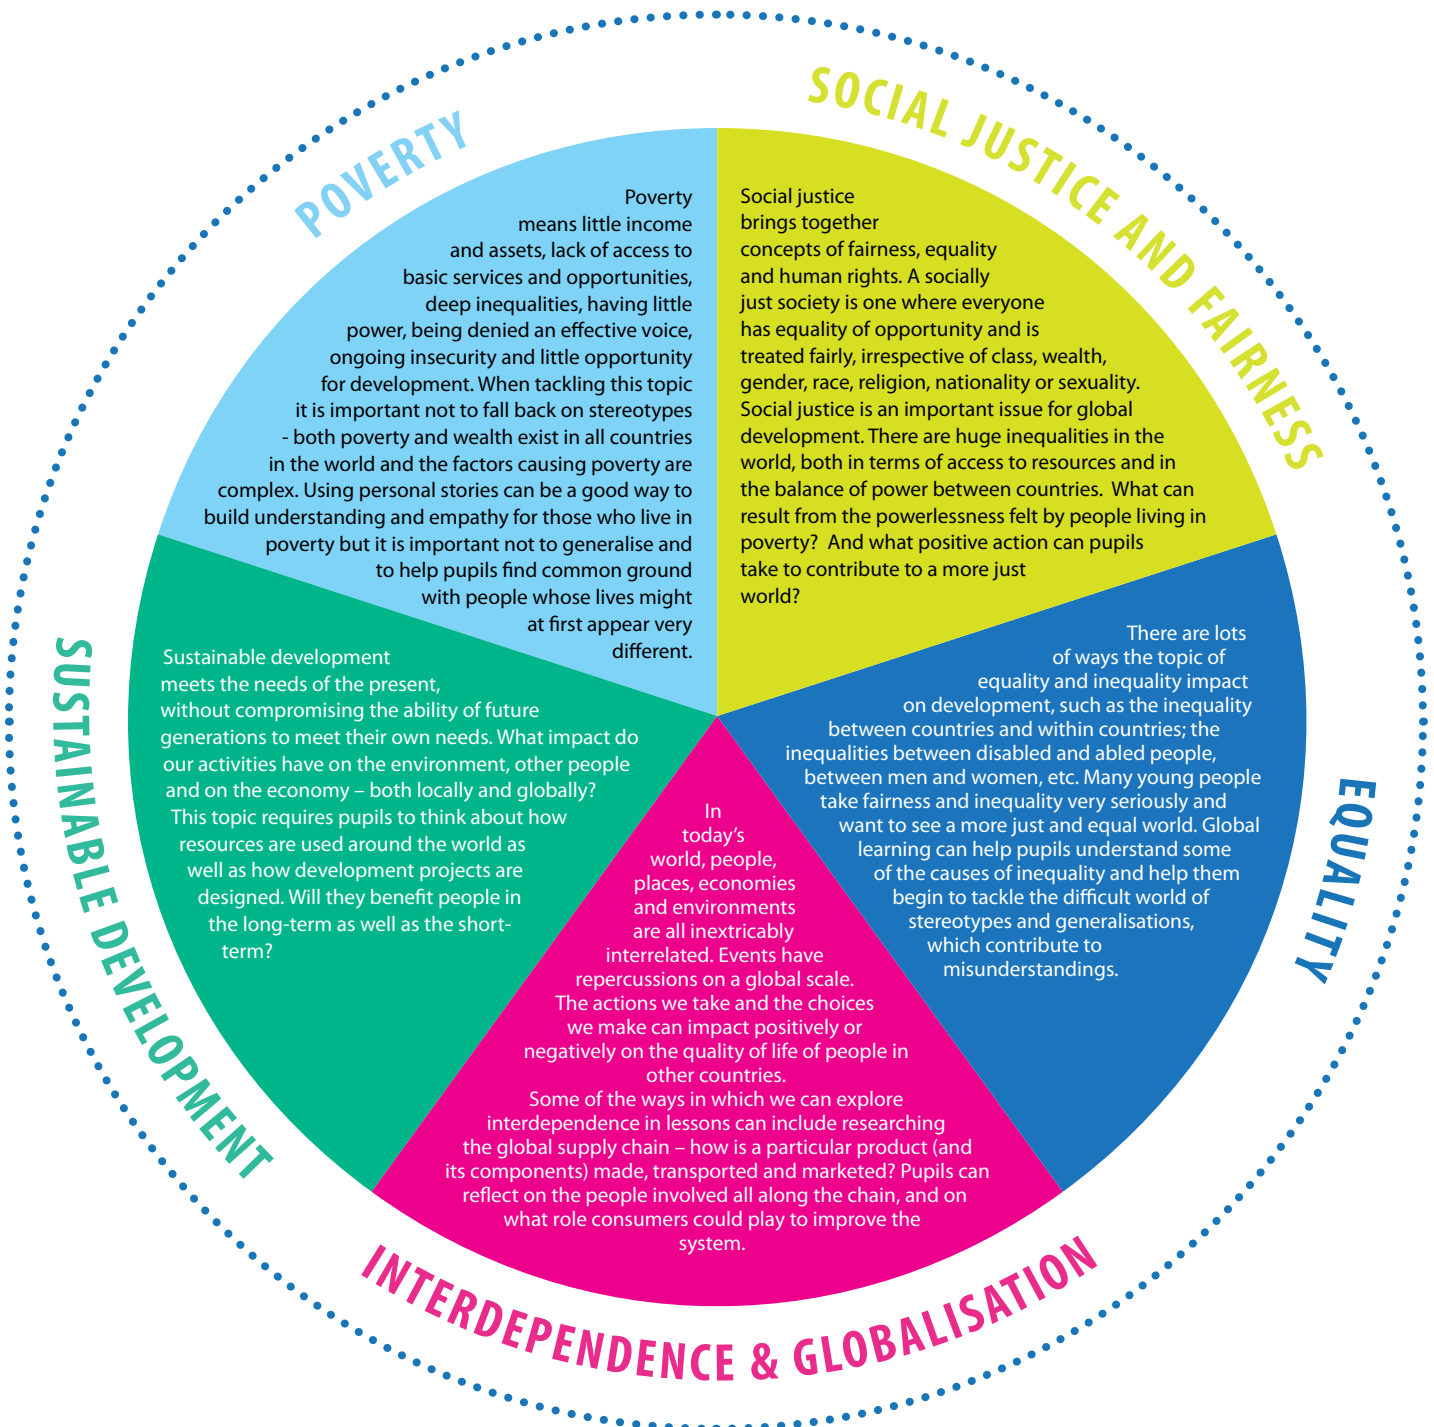 POVERTY
Poverty
means little income
and assets, lack of access to
basic services and opportunities,
deep inequalities, having little
power, being denied an effective voice,
ongoing insecurity and little opportunity
for development. When tackling this topic
it is important not to fall back on stereotypes
- both poverty and wealth exist in all countries
in the world and the factors causing poverty are
complex. Using personal stories can be a good way to
build understanding and empathy for those who live in
poverty but it is important not to generalise and
to help pupils find common ground
with people whose lives might
at first appear very
different.
SOCIAL JUSTICE AND FAIRNESS
Social justice
brings together
concepts of fairness, equality
and human rights. A socially
just society is one where everyone
has equality of opportunity and is
treated fairly, irrespective of class, wealth,
gender, race, religion, nationality or sexuality.
Social justice is an important issue for global
development. There are huge inequalities in the
world, both in terms of access to resources and in
the balance of power between countries. What can
result from the powerlessness felt by people living in
poverty? And what positive action can pupils
take to contribute to a more just
world?
EQUALITY
There are lots
of ways the topic of
equality and inequality impact
on development, such as the inequality
between countries and within countries; the
inequalities between disabled and abled people,
between men and women, etc. Many young people
take fairness and inequality very seriously and
want to see a more just and equal world. Global
learning can help pupils understand some
of the causes of inequality and help them
begin to tackle the difficult world of
stereotypes and generalisations,
which contribute to
misunderstandings.
INTERDEPENDENCE & GLOBALISATION
In
today's
world, people,
places, economies
and environments
are all inextricably
interrelated. Events have
repercussions on a global scale.
The actions we take and the choices
we make can impact positively or
negatively on the quality of life of people in
other countries.
Some of the ways in which we can explore
interdependence in lessons can include researching
the global supply chain – how is a particular product (and
its components) made, transported and marketed? Pupils can
reflect on the people involved all along the chain, and on
what role consumers could play to improve the
system.
SUSTAINABLE DEVELOPMENT
Sustainable development
meets the needs of the present,
without compromising the ability of future
generations to meet their own needs. What impact do
our activities have on the environment, other people
and on the economy – both locally and globally?
This topic requires pupils to think about how
resources are used around the world as
well as how development projects are
designed. Will they benefit people in
the long-term as well as the short-
term?